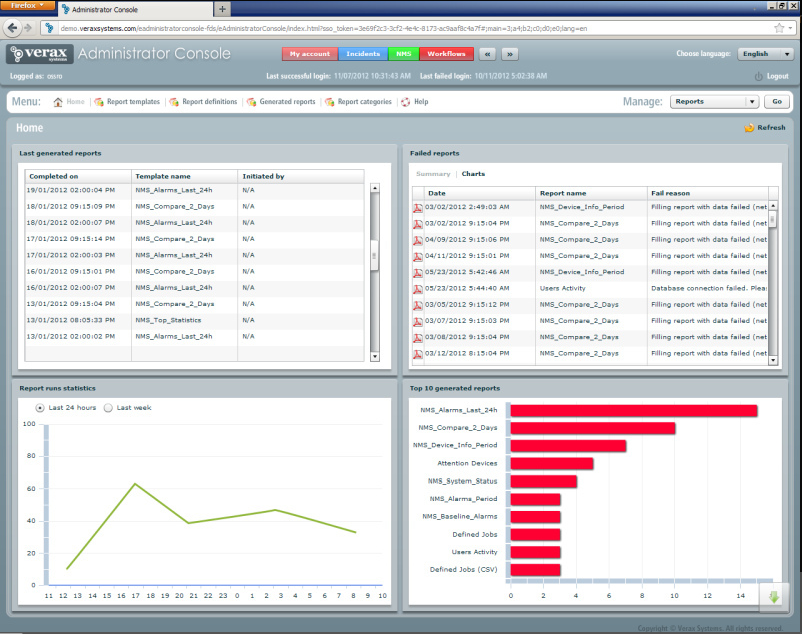 Firefox
Administrator Console
demo.veraxsystems.com/eadministratorconsole-fds/eAdministratorConsole/index.html?sso_token=3e69f2c3-3cf2-4e4c-8173-ac9aaf8c4a7f#;main=3;a4;b2;c0;d0;e0;lang=en
verax systems Administrator Console
My account Incidents NMS Workflows « »
Choose language: English
Logged as: ossro
Last successful login: 11/07/2012 10:31:43 AM Last failed login: 10/11/2012 5:02:38 AM
Logout
Menu: Home Report templates Report definitions Generated reports Report categories Help
Manage: Reports Go
Home
Refresh
Last generated reports
Completed on Template name Initiated by
19/01/2012 02:00:04 PM NMS_Alarms_Last_24h N/A
18/01/2012 09:15:09 PM NMS_Compare_2_Days N/A
18/01/2012 02:00:07 PM NMS_Alarms_Last_24h N/A
17/01/2012 09:15:14 PM NMS_Compare_2_Days N/A
17/01/2012 02:00:03 PM NMS_Alarms_Last_24h N/A
16/01/2012 09:15:01 PM NMS_Compare_2_Days N/A
16/01/2012 02:00:07 PM NMS_Alarms_Last_24h N/A
13/01/2012 09:15:04 PM NMS_Compare_2_Days N/A
13/01/2012 08:05:33 PM NMS_Top_Statistics N/A
13/01/2012 02:00:02 PM NMS_Alarms_Last_24h N/A
Failed reports
Summary | Charts
Date Report name Fail reason
03/02/2012 2:49:03 AM NMS_Device_Info_Period Filling report with data failed (net
03/02/2012 9:15:04 PM NMS_Compare_2_Days Filling report with data failed (net
04/09/2012 9:15:06 PM NMS_Compare_2_Days Filling report with data failed (net
04/11/2012 9:15:01 PM NMS_Compare_2_Days Filling report with data failed (net
05/23/2012 5:42:46 AM NMS_Device_Info_Period Filling report with data failed (net
05/23/2012 5:44:40 AM Users Activity Database connection failed. Pleas
03/05/2012 9:15:12 PM NMS_Compare_2_Days Filling report with data failed (net
03/07/2012 9:15:03 PM NMS_Compare_2_Days Filling report with data failed (net
03/08/2012 9:15:04 PM NMS_Compare_2_Days Filling report with data failed (net
03/12/2012 8:15:04 PM NMS_Compare_2_Days Filling report with data failed (net
Report runs statistics
Last 24 hours Last week
100
80
60
40
20
0
11 12 13 14 15 16 17 18 19 20 21 22 23 0 1 2 3 4 5 6 7 8 9 10
Top 10 generated reports
NMS_Alarms_Last_24h
NMS_Compare_2_Days
NMS_Device_Info_Period
Attention Devices
NMS_System_Status
NMS_Alarms_Period
NMS_Baseline_Alarms
Defined Jobs
Users Activity
Defined Jobs (CSV)
0 2 4 6 8 10 12 14
Copyright © Verax Systems. All rights reserved.